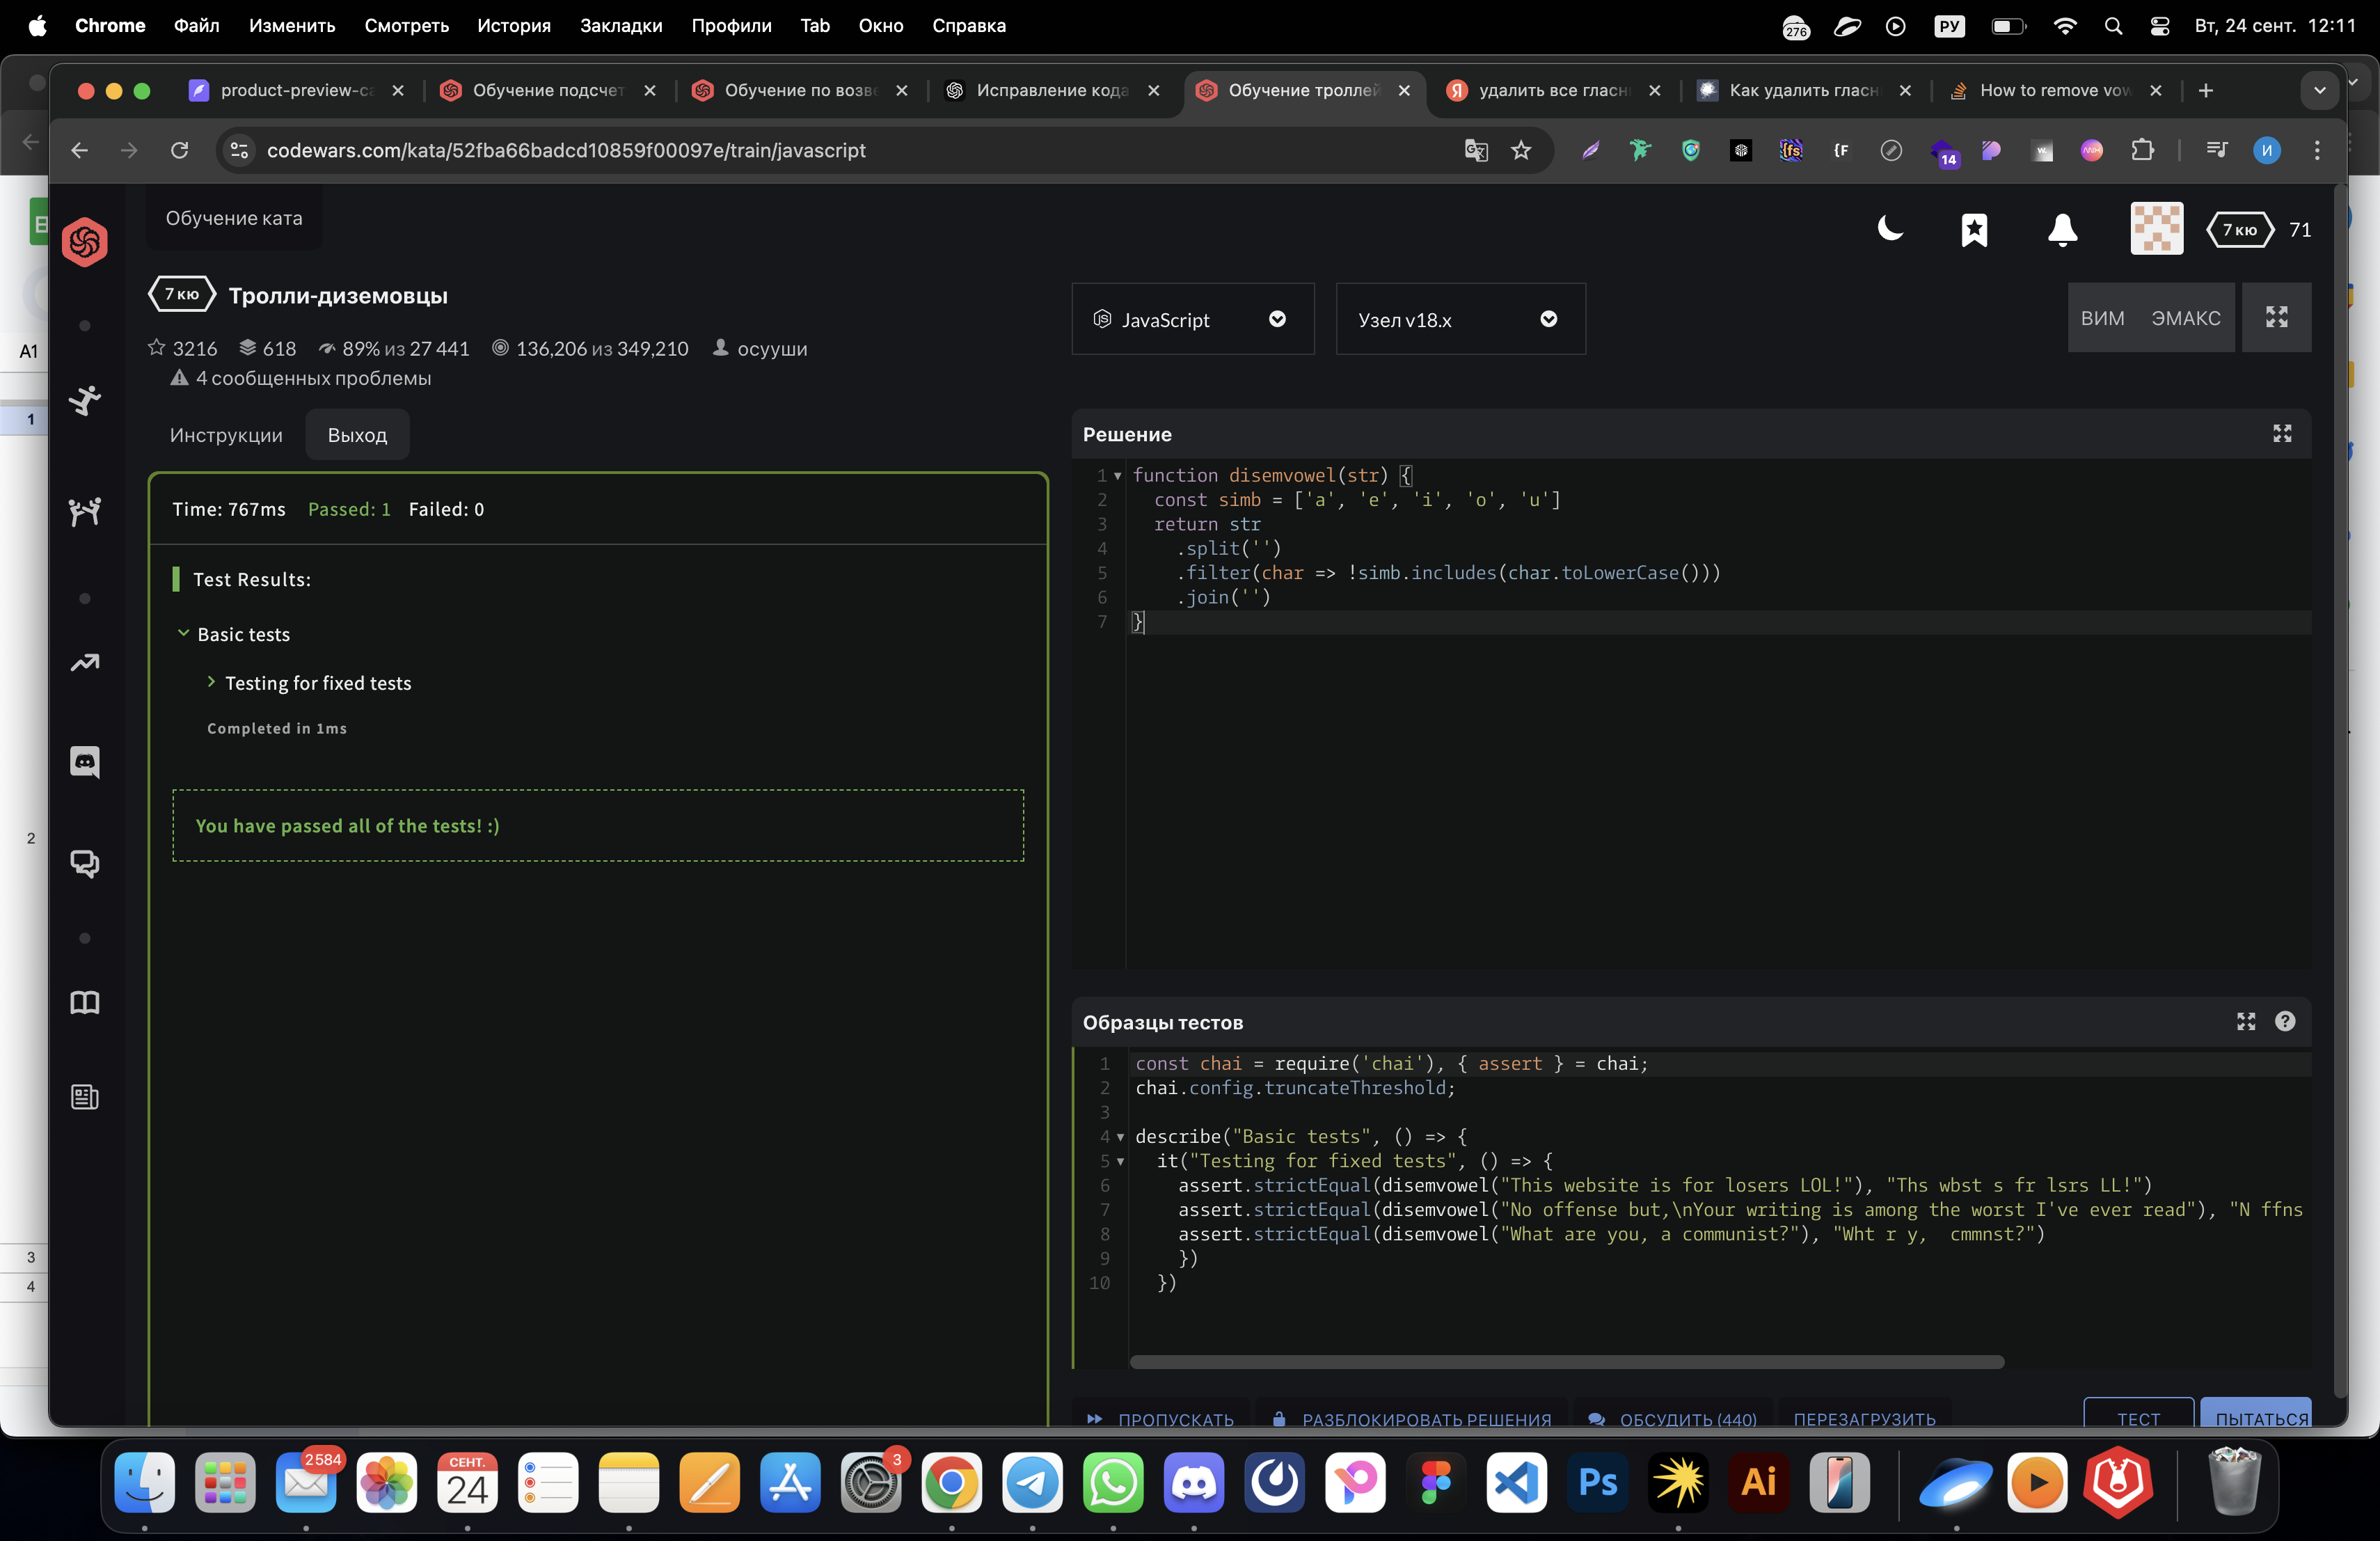 Chrome Файл Изменить Смотреть История Закладки Профили Tab Окно Справка 276 РУ Вт, 24 сент. 12:11
product-preview-ca Обучение подсчет Обучение по возве Исправление кода Обучение троллей удалить все гласн Как удалить гласн How to remove vow
codewars.com/kata/52fba66badcd10859f00097e/train/javascript
14
И
Обучение ката
7 кю 71
7 кю Тролли-диземовцы
3216 618 89% из 27 441 136,206 из 349,210 осууши
4 сообщенных проблемы
JavaScript
Узел v18.x
ВИМ ЭМАКС
A1
1
2
3
4
Инструкции Выход
Time: 767ms Passed: 1 Failed: 0
Test Results:
Basic tests
Testing for fixed tests
Completed in 1ms
You have passed all of the tests! :)
Решение
1 function disemvowel(str) {
2 const simb = ['a', 'e', 'i', 'o', 'u']
3 return str
4 .split('')
5 .filter(char => !simb.includes(char.toLowerCase()))
6 .join('')
7 }
Образцы тестов
1 const chai = require('chai'), { assert } = chai;
2 chai.config.truncateThreshold;
3
4 describe("Basic tests", () => {
5 it("Testing for fixed tests", () => {
6 assert.strictEqual(disemvowel("This website is for losers LOL!"), "Ths wbst s fr lsrs LL!")
7 assert.strictEqual(disemvowel("No offense but,\nYour writing is among the worst I've ever read"), "N ffns
8 assert.strictEqual(disemvowel("What are you, a communist?"), "Wht r y,  cmmnst?")
9 })
10 })
ПРОПУСКАТЬ РАЗБЛОКИРОВАТЬ РЕШЕНИЯ ОБСУДИТЬ (440) ПЕРЕЗАГРУЗИТЬ ТЕСТ ПЫТАТЬСЯ
2 584
СЕНТ.
24
3
Ps
Ai